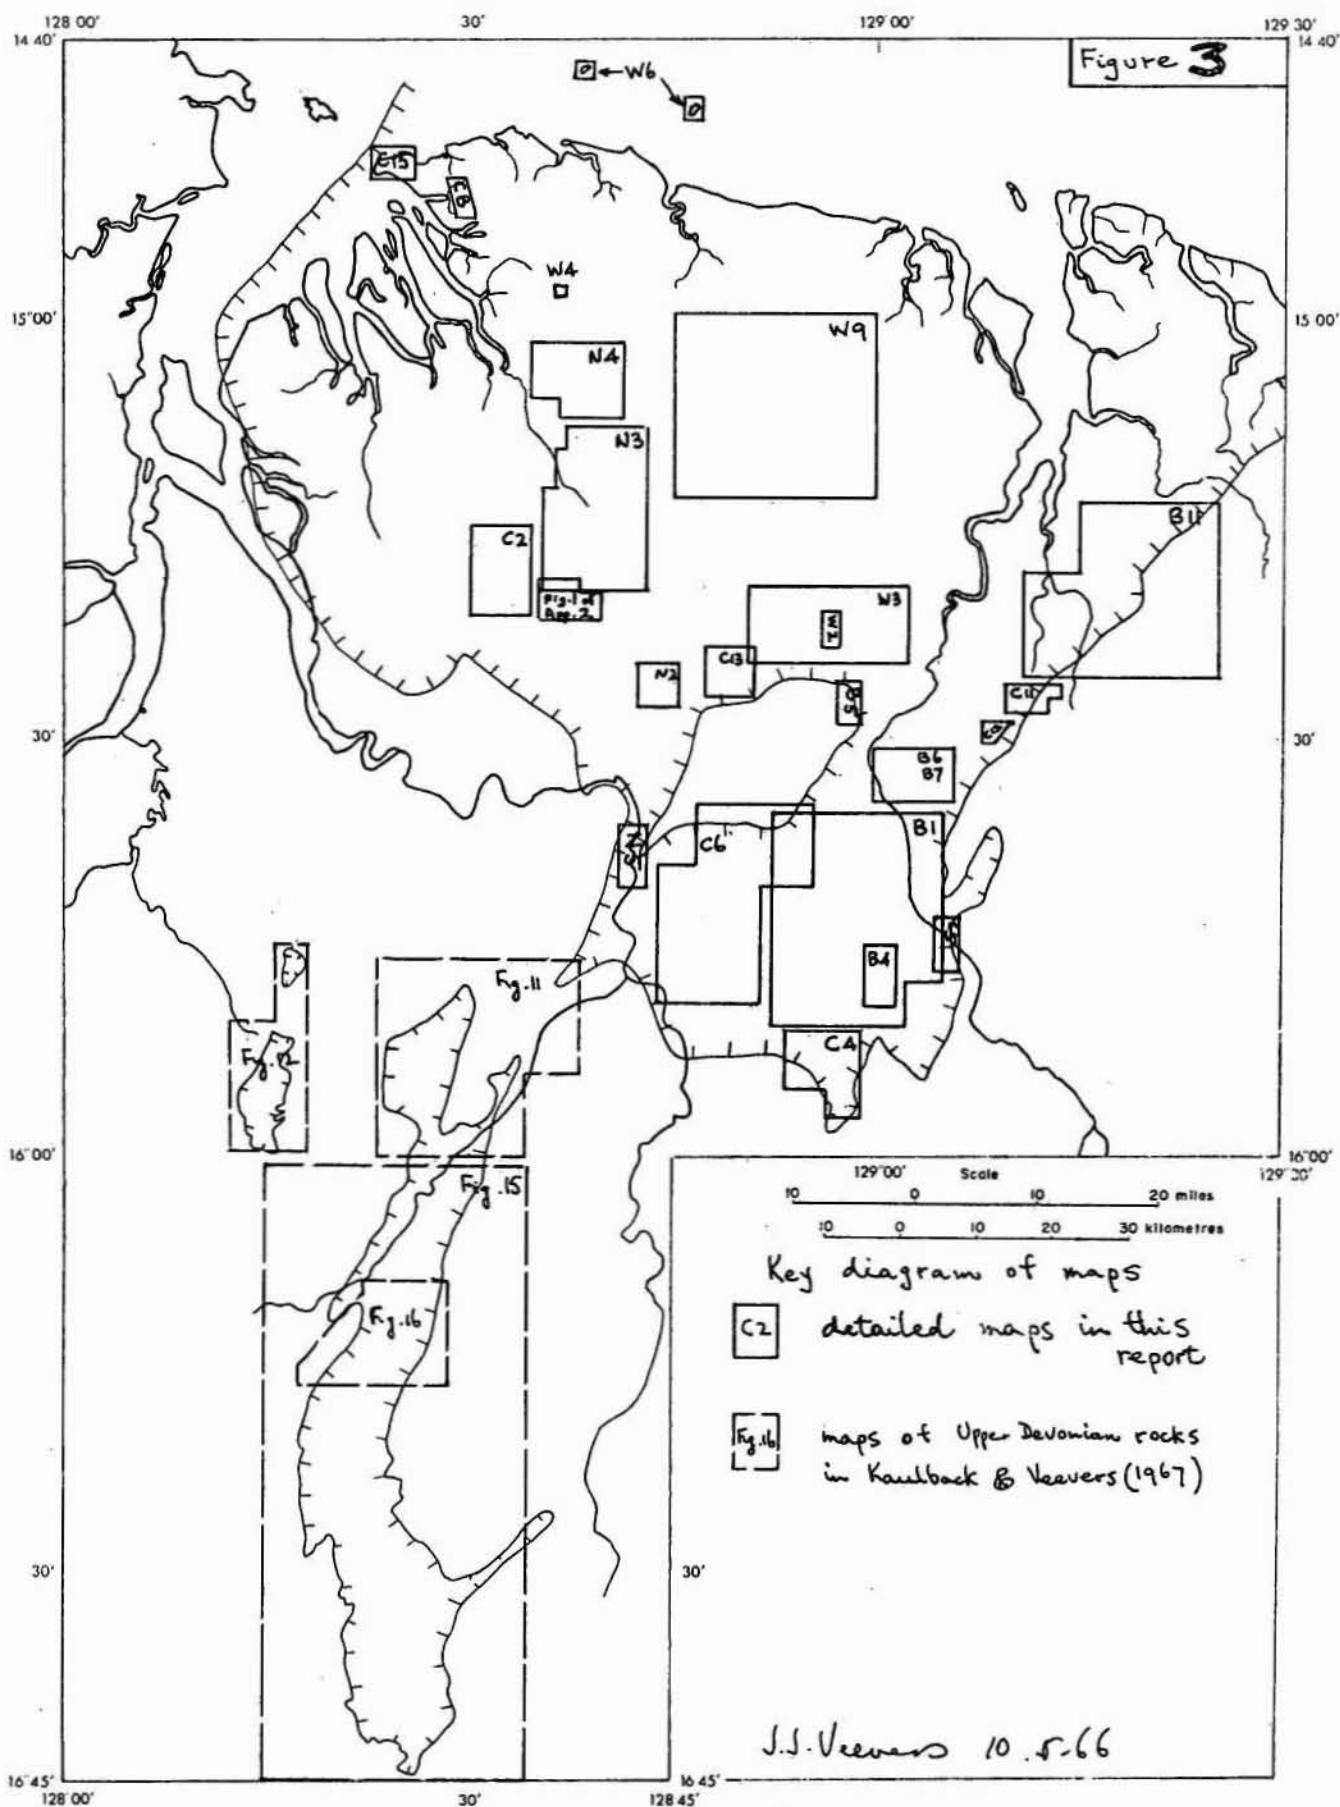 128 00'
30'
129°00'
129 30'
14 40'
14 40'
Figure 3
W6
W4
15°00'
15 00'
W9
N4
N3
B11
C2
Fig. 1 of
App. 2
W3
C13
N2
C11
30'
30'
B6
B7
B1
C6
B4
Fig. 11
C4
Fig. 12
16°00'
16°00'
129°00'
Scale
10 0 10 20 miles
10 0 10 20 30 kilometres
Fig. 15
Key diagram of maps
Fig. 16
C2
detailed maps in this
report
Fig. 16
maps of Upper Devonian rocks
in Kaulback & Veevers (1967)
30'
30'
J.J. Veevers 10.5.66
16°45'
16 45'
128 00'
30'
128 45'